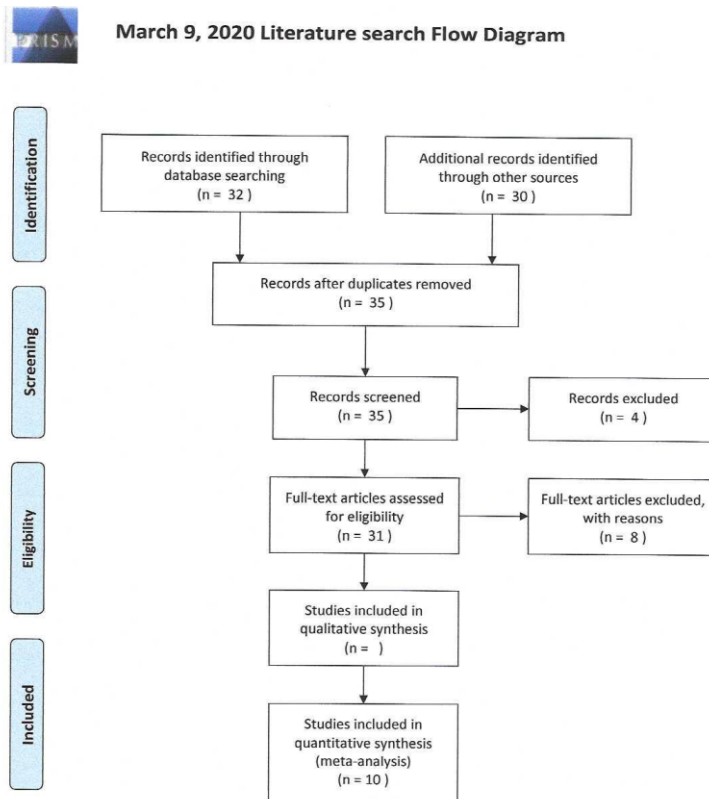 PRISM
March 9, 2020 Literature search Flow Diagram
Identification
Records identified through
database searching
(n = 32 )
Additional records identified
through other sources
(n = 30 )
Records after duplicates removed
(n = 35 )
Screening
Records screened
(n = 35 )
Records excluded
(n = 4 )
Eligibility
Full-text articles assessed
for eligibility
(n = 31 )
Full-text articles excluded,
with reasons
(n = 8 )
Studies included in
qualitative synthesis
(n = )
Included
Studies included in
quantitative synthesis
(meta-analysis)
(n = 10 )